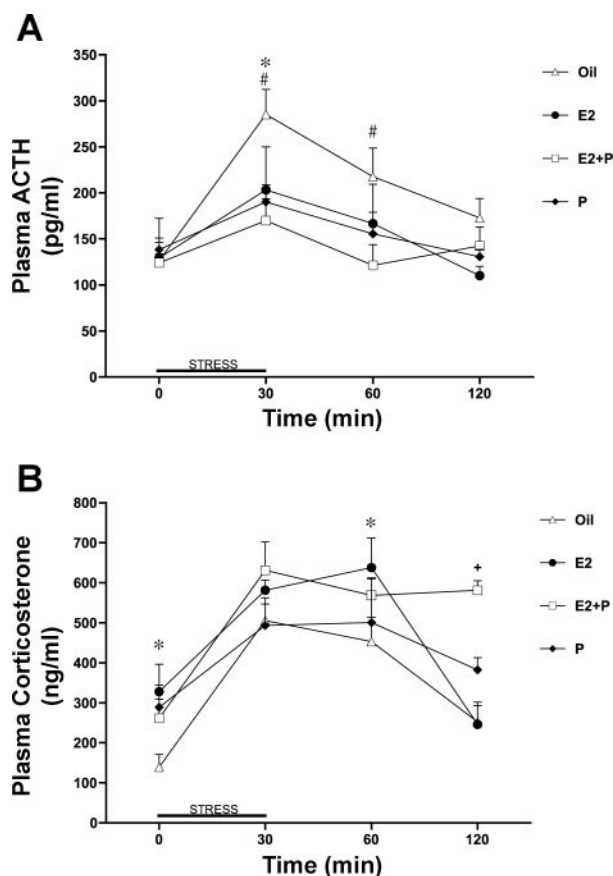 A
Plasma ACTH
(pg/ml)
400
350
300
250
200
150
100
50
0
*
#
#
STRESS
0
30
60
120
Time (min)
Oil
E2
E2+P
P
B
Plasma Corticosterone
(ng/ml)
800
700
600
500
400
300
200
100
0
*
*
+
STRESS
0
30
60
120
Time (min)
Oil
E2
E2+P
P